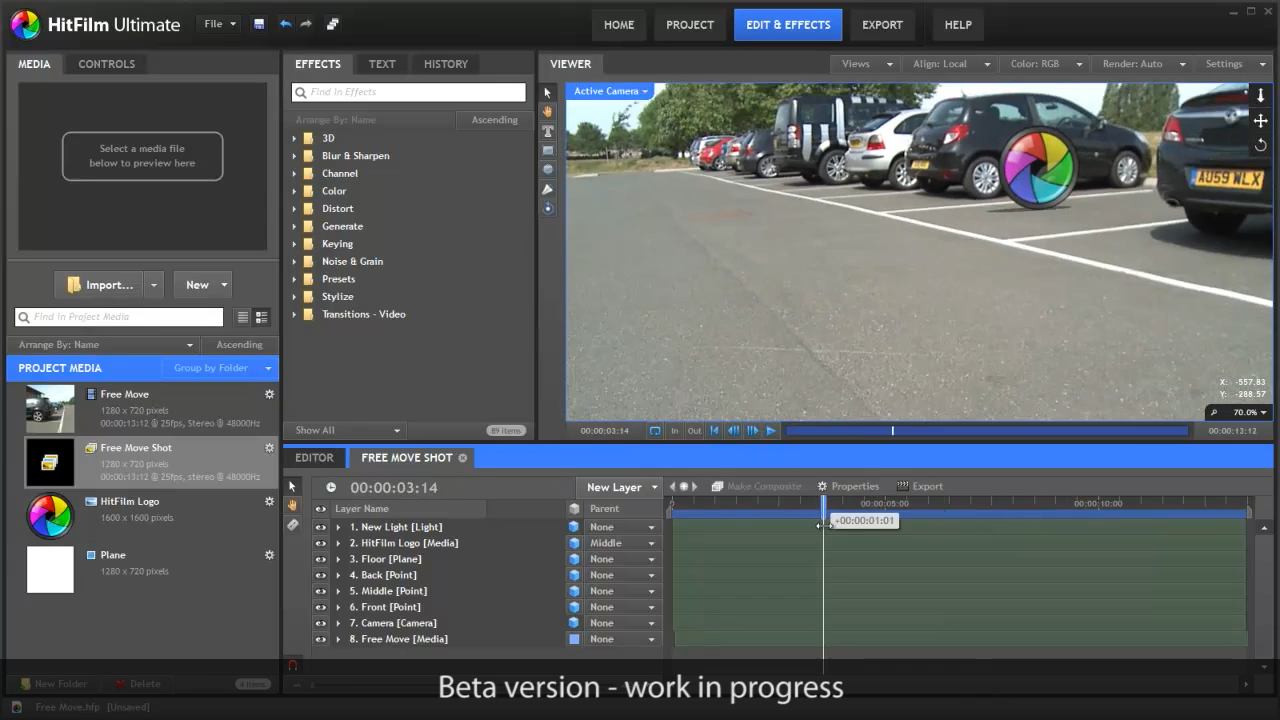 HitFilm Ultimate
File
HOME
PROJECT
EDIT & EFFECTS
EXPORT
HELP
MEDIA
CONTROLS
Select a media file
below to preview here
Import...
New
Find in Project Media
Arrange By: Name
Ascending
PROJECT MEDIA
Group by Folder
Free Move
1280 x 720 pixels
00:00:13:12 @ 25fps, Stereo @ 48000Hz
Free Move Shot
1280 x 720 pixels
00:00:13:12 @ 25fps, stereo @ 48000Hz
HitFilm Logo
1600 x 1600 pixels
Plane
1280 x 720 pixels
New Folder
Delete
4 items
Free Move.hfp [Unsaved]
EFFECTS
TEXT
HISTORY
Find in Effects
Arrange By: Name
Ascending
3D
Blur & Sharpen
Channel
Color
Distort
Generate
Keying
Noise & Grain
Presets
Stylize
Transitions - Video
Show All
89 items
VIEWER
Views
Align: Local
Color: RGB
Render: Auto
Settings
Active Camera
AU59 WLX
X: -557.83
Y: -288.57
70.0%
00:00:03:14
In
Out
00:00:13:12
EDITOR
FREE MOVE SHOT
00:00:03:14
New Layer
Make Composite
Properties
Export
Layer Name
Parent
00:00:05:00
00:00:10:00
+00:00:01:01
1. New Light [Light]
None
2. HitFilm Logo [Media]
Middle
3. Floor [Plane]
None
4. Back [Point]
None
5. Middle [Point]
None
6. Front [Point]
None
7. Camera [Camera]
None
8. Free Move [Media]
None
Beta version - work in progress